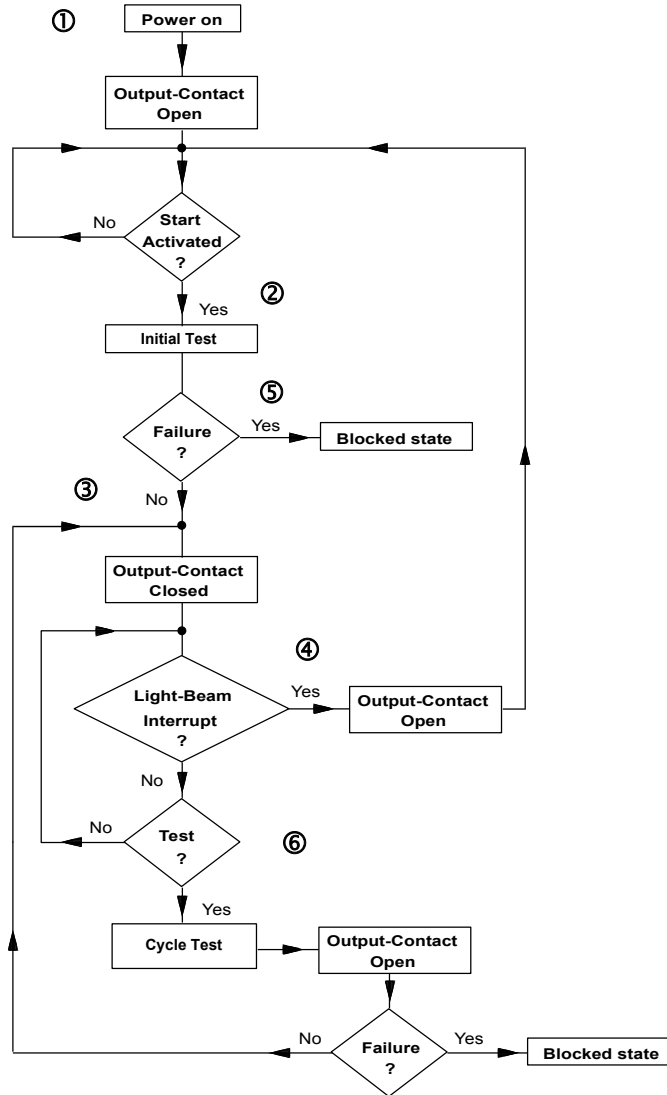 ①
Power on
Output-Contact
Open
No
Start
Activated
?
②
Yes
Initial Test
⑤
Failure
?
Yes
Blocked state
③
No
Output-Contact
Closed
④
Light-Beam
Interrupt
?
Yes
Output-Contact
Open
No
No
Test
?
⑥
Yes
Cycle Test
Output-Contact
Open
No
Failure
?
Yes
Blocked state